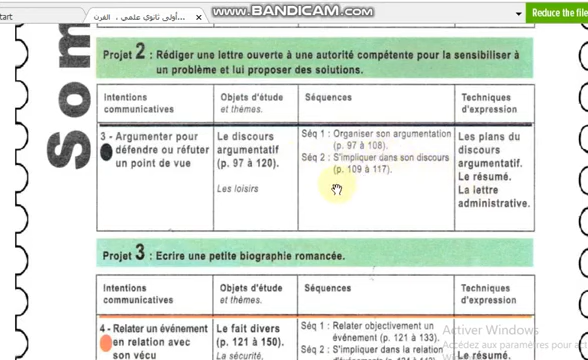 WWW.BANDICAM.COM
start
أولى ثانوي علمي ، الفرن...
Reduce the file
Som
Projet 2 : Rédiger une lettre ouverte à une autorité compétente pour la sensibiliser à
un problème et lui proposer des solutions.
Intentions
communicatives
Objets d'étude
et thèmes.
Séquences
Techniques
d'expression
3 - Argumenter pour
défendre ou réfuter
un point de vue
Le discours
argumentatif
(p. 97 à 120).
Les loisirs
Séq 1 : Organiser son argumentation
(p. 97 à 108).
Séq 2 : S'impliquer dans son discours
(p. 109 à 117).
Les plans du
discours
argumentatif.
Le résumé.
La lettre
administrative.
Projet 3 : Ecrire une petite biographie romancée.
Intentions
communicatives
Objets d'étude
et thèmes.
Séquences
Techniques
d'expression
4 - Relater un événement
en relation avec
son vécu
Le fait divers
(p. 121 à 150).
La sécurité,
Séq 1 : Relater objectivement un
événement (p. 121 à 133).
Séq 2 : S'impliquer dans la relation
Le résumé.
Activer Windows
Accédez aux paramètres pour